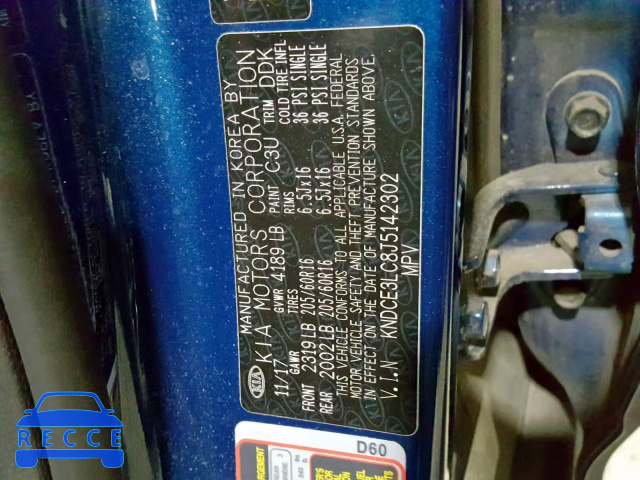 MANUFACTURED IN KOREA BY
KIA KIA MOTORS CORPORATION
11/17 GVWR 4189 LB PAINT C3U TRIM DDK
GAWR TIRES RIMS COLD TIRE INFL
FRONT 2319 LB 205/60R16 6.5Jx16 36 PSI SINGLE
REAR 2002 LB 205/60R16 6.5Jx16 36 PSI SINGLE
THIS VEHICLE CONFORMS TO ALL APPLICABLE U.S.A. FEDERAL
MOTOR VEHICLE SAFETY AND THEFT PREVENTION STANDARDS
IN EFFECT ON THE DATE OF MANUFACTURE SHOWN ABOVE.
V.I.N KNDCE3LC8J5142302
MPV
D60
RECCE